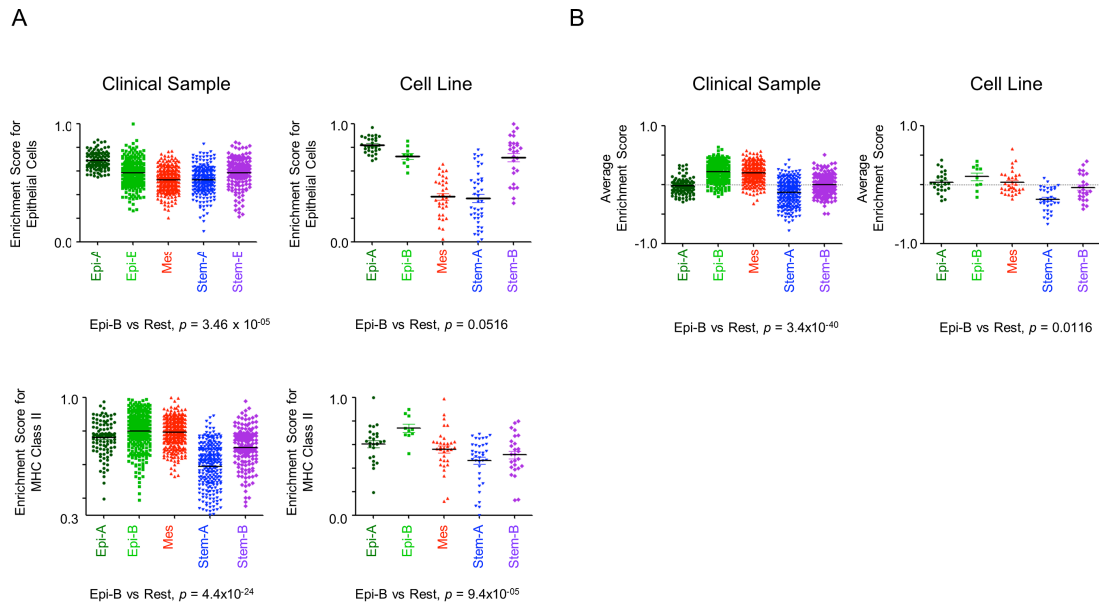 A
B
Clinical Sample
Cell Line
Clinical Sample
Cell Line
Enrichment Score for
Epithelial Cells
1.0
0.0
Epi-A
Epi-E
Mes
Stem-A
Stem-E
Epi-B vs Rest, p = 3.46 x 10-05
Enrichment Score for
Epithelial Cells
1.0
0.0
Epi-A
Epi-B
Mes
Stem-A
Stem-B
Epi-B vs Rest, p = 0.0516
Average
Enrichment Score
1.0
-1.0
Epi-A
Epi-B
Mes
Stem-A
Stem-B
Epi-B vs Rest, p = 3.4x10-40
Average
Enrichment Score
1.0
-1.0
Epi-A
Epi-B
Mes
Stem-A
Stem-B
Epi-B vs Rest, p = 0.0116
Enrichment Score for
MHC Class II
1.0
0.3
Epi-A
Epi-B
Mes
Stem-A
Stem-B
Epi-B vs Rest, p = 4.4x10-24
Enrichment Score for
MHC Class II
1.0
0.0
Epi-A
Epi-B
Mes
Stem-A
Stem-B
Epi-B vs Rest, p = 9.4x10-05